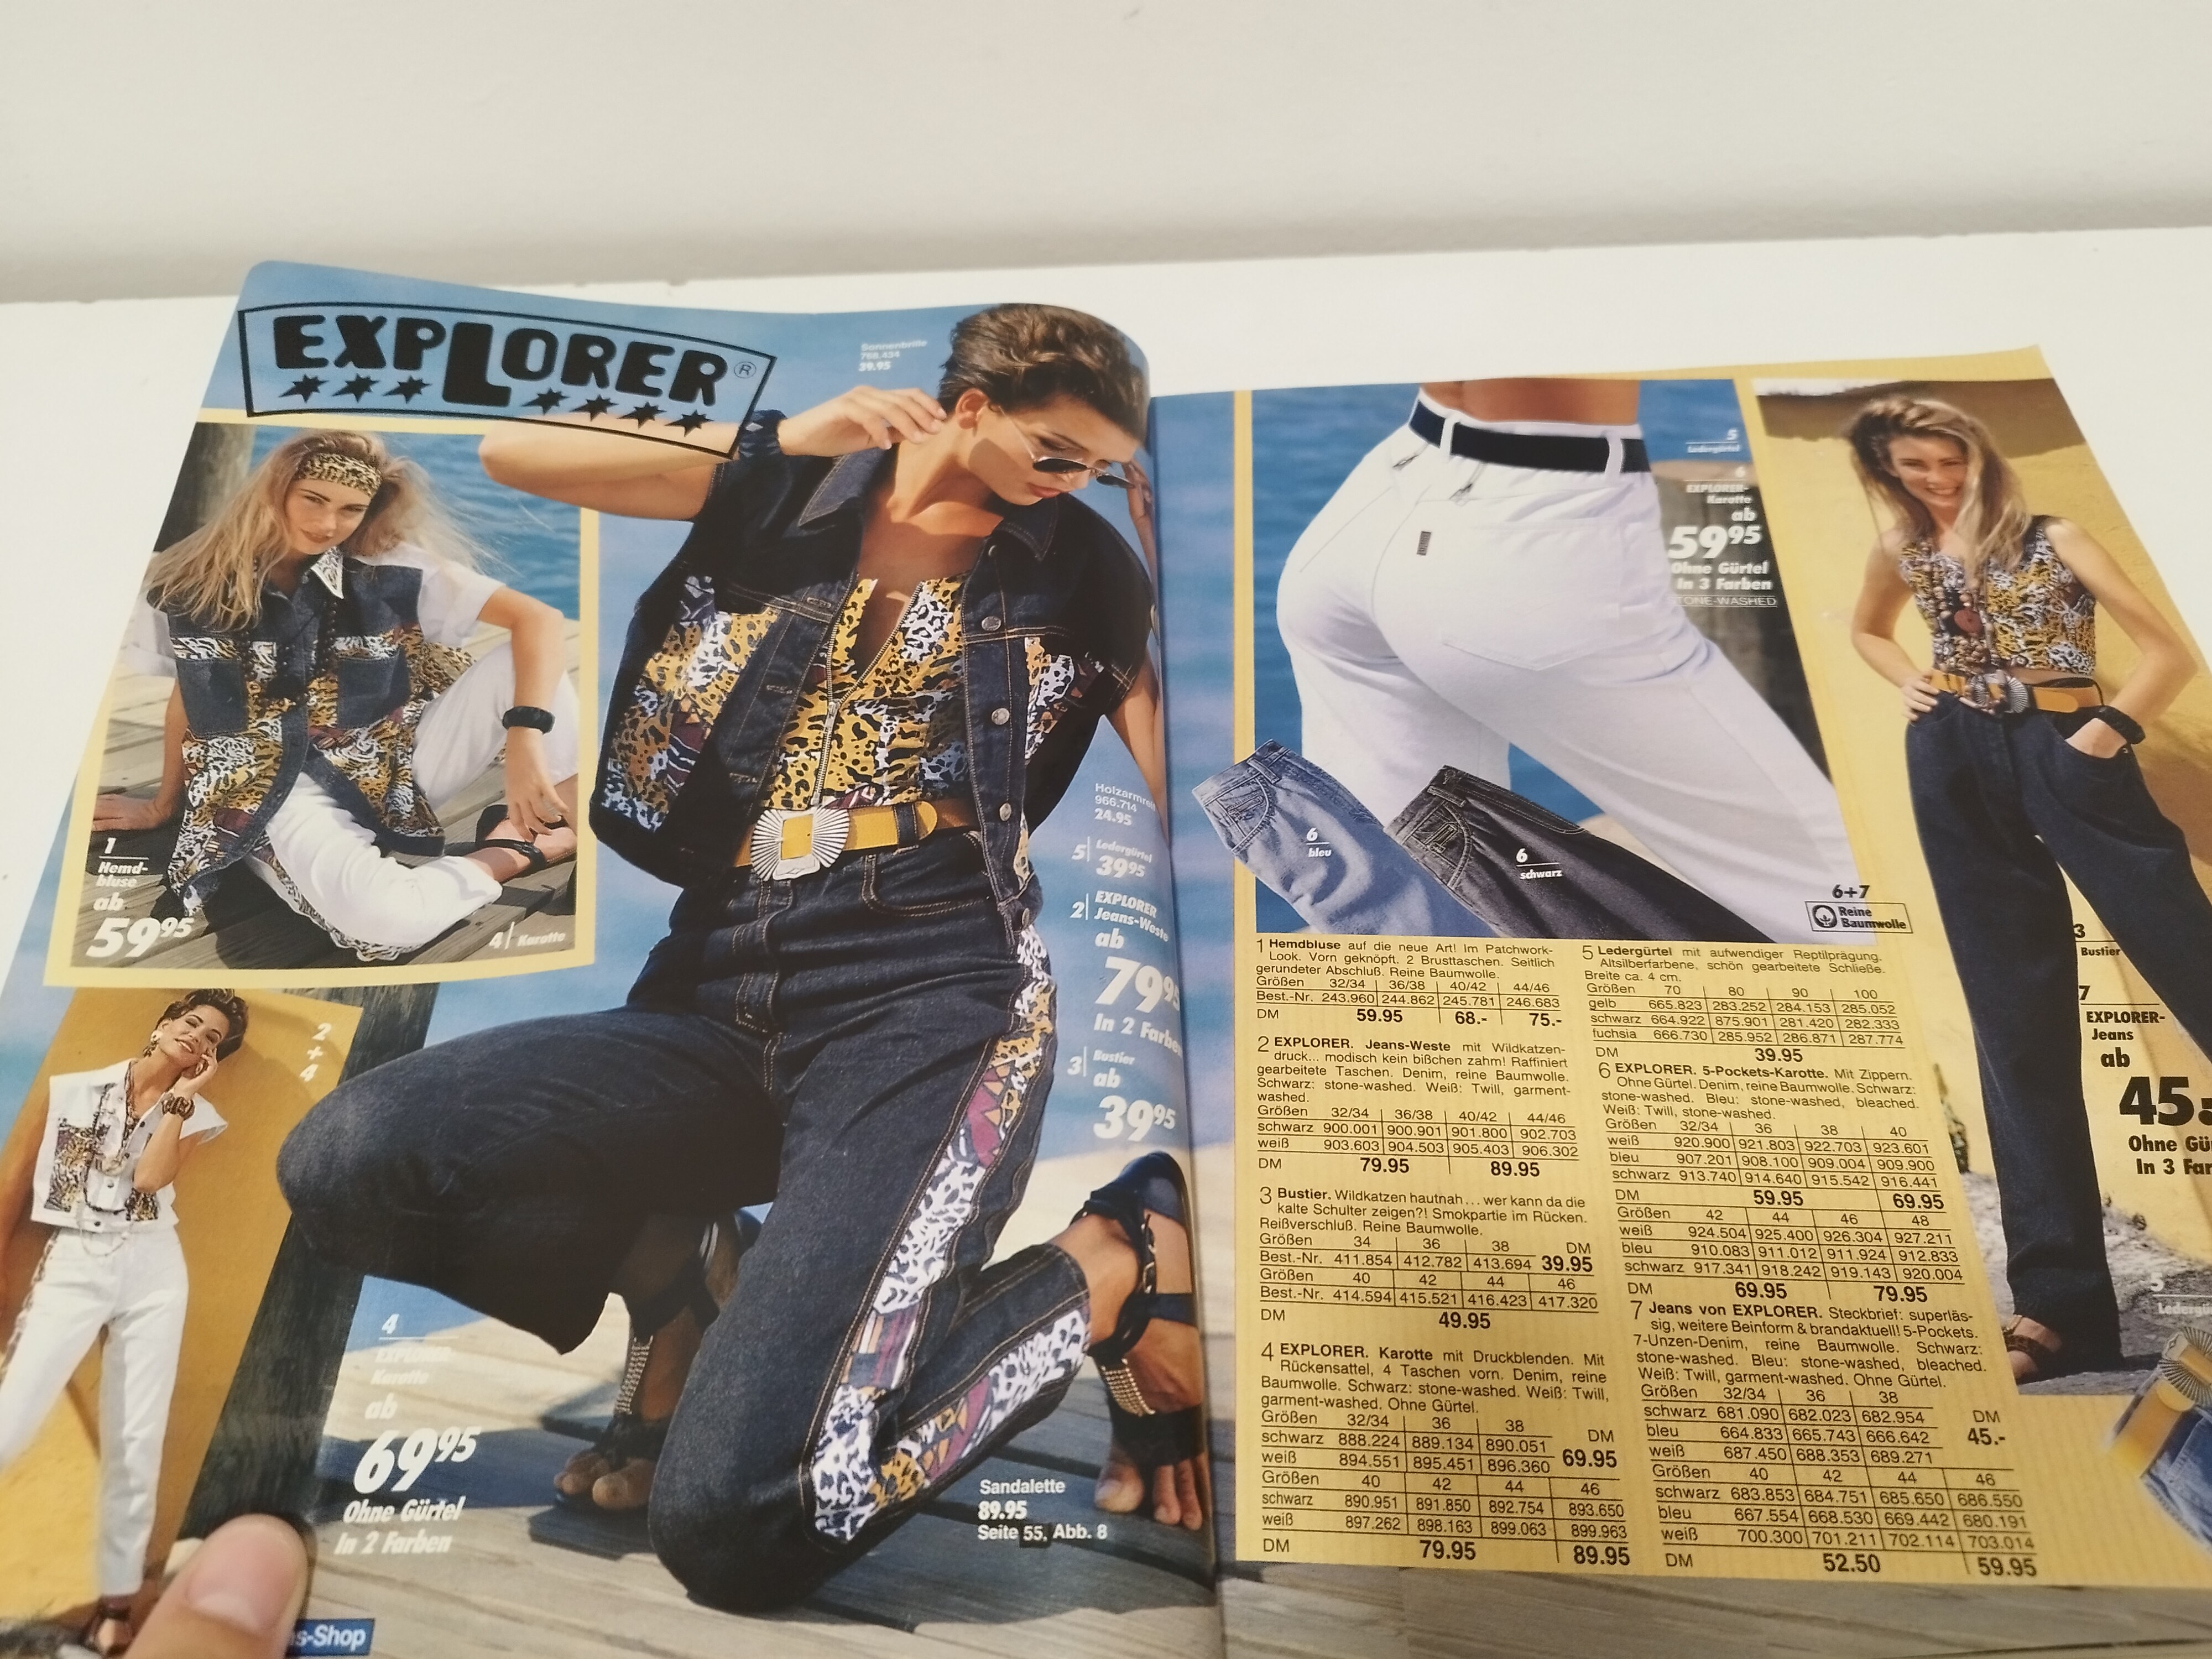 EXPLORER®
Sonnenbrille
768.434
39.95
1
Hemd-
bluse
ab
59⁹⁵
4 Karotte
2
+
4
4
EXPLORER
Karotte
ab
69⁹⁵
Ohne Gürtel
In 2 Farben
966.714
24.95
5 Ledergürtel
39⁹⁵
2 EXPLORER
Jeans-Weste
ab
79⁹⁵
In 2 Farben
3 Bustier
ab
39⁹⁵
Sandalette
89.95
Seite 55, Abb. 8
s-Shop
5
Ledergürtel
6
EXPLORER-
Karotte
ab
59⁹⁵
Ohne Gürtel
In 3 Farben
STONE-WASHED
6
bleu
6
schwarz
6+7
Reine
Baumwolle
1 Hemdbluse auf die neue Art! Im Patchwork-
Look. Vorn geknöpft. 2 Brusttaschen. Seitlich
gerundeter Abschluß. Reine Baumwolle.
Größen 32/34 36/38 40/42 44/46
Best.-Nr. 243.960 244.862 245.781 246.683
DM 59.95 68.- 75.-
2 EXPLORER. Jeans-Weste mit Wildkatzen-
druck... modisch kein bißchen zahm! Raffiniert
gearbeitete Taschen. Denim, reine Baumwolle.
Schwarz: stone-washed. Weiß: Twill, garment-
washed.
Größen 32/34 36/38 40/42 44/46
schwarz 900.001 900.901 901.800 902.703
weiß 903.603 904.503 905.403 906.302
DM 79.95 89.95
3 Bustier. Wildkatzen hautnah... wer kann da die
kalte Schulter zeigen?! Smokpartie im Rücken.
Reißverschluß. Reine Baumwolle.
Größen 34 36 38 DM
Best.-Nr. 411.854 412.782 413.694 39.95
Größen 40 42 44 46
Best.-Nr. 414.594 415.521 416.423 417.320
DM 49.95
4 EXPLORER. Karotte mit Druckblenden. Mit
Rückensattel, 4 Taschen vorn. Denim, reine
Baumwolle. Schwarz: stone-washed. Weiß: Twill,
garment-washed. Ohne Gürtel.
Größen 32/34 36 38 DM
schwarz 888.224 889.134 890.051
weiß 894.551 895.451 896.360 69.95
Größen 40 42 44 46
schwarz 890.951 891.850 892.754 893.650
weiß 897.262 898.163 899.063 899.963
DM 79.95 89.95
5 Ledergürtel mit aufwendiger Reptilprägung.
Altsilberfarbene, schön gearbeitete Schließe.
Breite ca. 4 cm.
Größen 70 80 90 100
gelb 665.823 283.252 284.153 285.052
schwarz 664.922 875.901 281.420 282.333
fuchsia 666.730 285.952 286.871 287.774
DM 39.95
6 EXPLORER. 5-Pockets-Karotte. Mit Zippern.
Ohne Gürtel. Denim, reine Baumwolle. Schwarz:
stone-washed. Bleu: stone-washed, bleached.
Weiß: Twill, stone-washed.
Größen 32/34 36 38 40
weiß 920.900 921.803 922.703 923.601
bleu 907.201 908.100 909.004 909.900
schwarz 913.740 914.640 915.542 916.441
DM 59.95 69.95
Größen 42 44 46 48
weiß 924.504 925.400 926.304 927.211
bleu 910.083 911.012 911.924 912.833
schwarz 917.341 918.242 919.143 920.004
DM 69.95 79.95
7 Jeans von EXPLORER. Steckbrief: superläs-
sig, weitere Beinform & brandaktuell! 5-Pockets.
7-Unzen-Denim, reine Baumwolle. Schwarz:
stone-washed. Bleu: stone-washed, bleached.
Weiß: Twill, garment-washed. Ohne Gürtel.
Größen 32/34 36 38
schwarz 681.090 682.023 682.954 DM
bleu 664.833 665.743 666.642 45.-
weiß 687.450 688.353 689.271
Größen 40 42 44 46
schwarz 683.853 684.751 685.650 686.550
bleu 667.554 668.530 669.442 680.191
weiß 700.300 701.211 702.114 703.014
DM 52.50 59.95
3
Bustier
7
EXPLORER-
Jeans
ab
45.-
Ohne Gü
In 3 Far